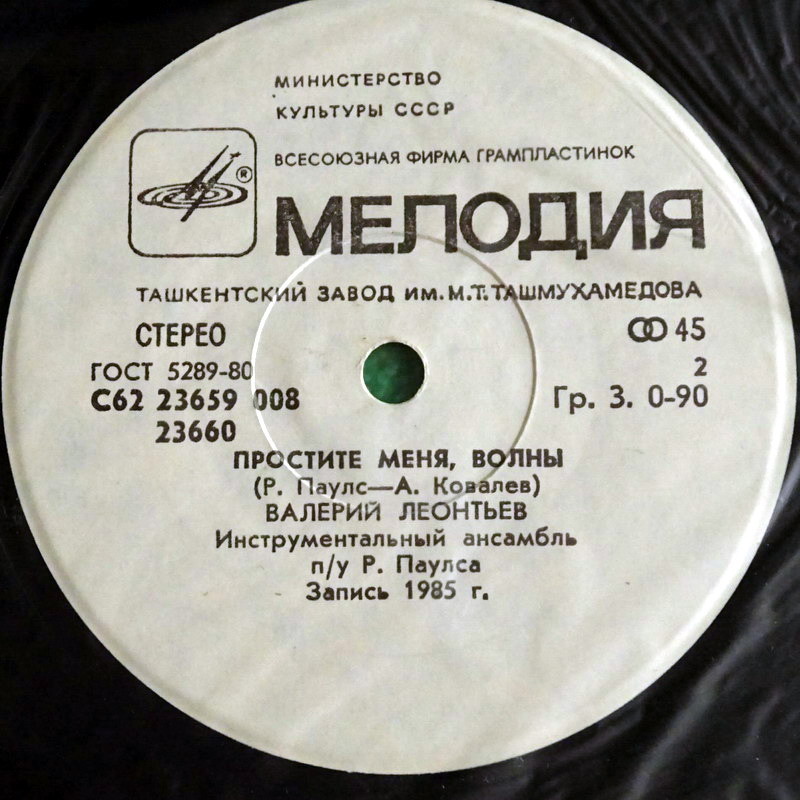 МИНИСТЕРСТВО
КУЛЬТУРЫ СССР
ВСЕСОЮЗНАЯ ФИРМА ГРАМПЛАСТИНОК
®
МЕЛОДИЯ
ТАШКЕНТСКИЙ ЗАВОД ИМ. М.Т. ТАШМУХАМЕДОВА
СТЕРЕО
45
ГОСТ 5289-80
2
С62 23659 008
Гр. 3. 0-90
23660
ПРОСТИТЕ МЕНЯ, ВОЛНЫ
(Р. Паулс—А. Ковалев)
ВАЛЕРИЙ ЛЕОНТЬЕВ
Инструментальный ансамбль
п/у Р. Паулса
Запись 1985 г.